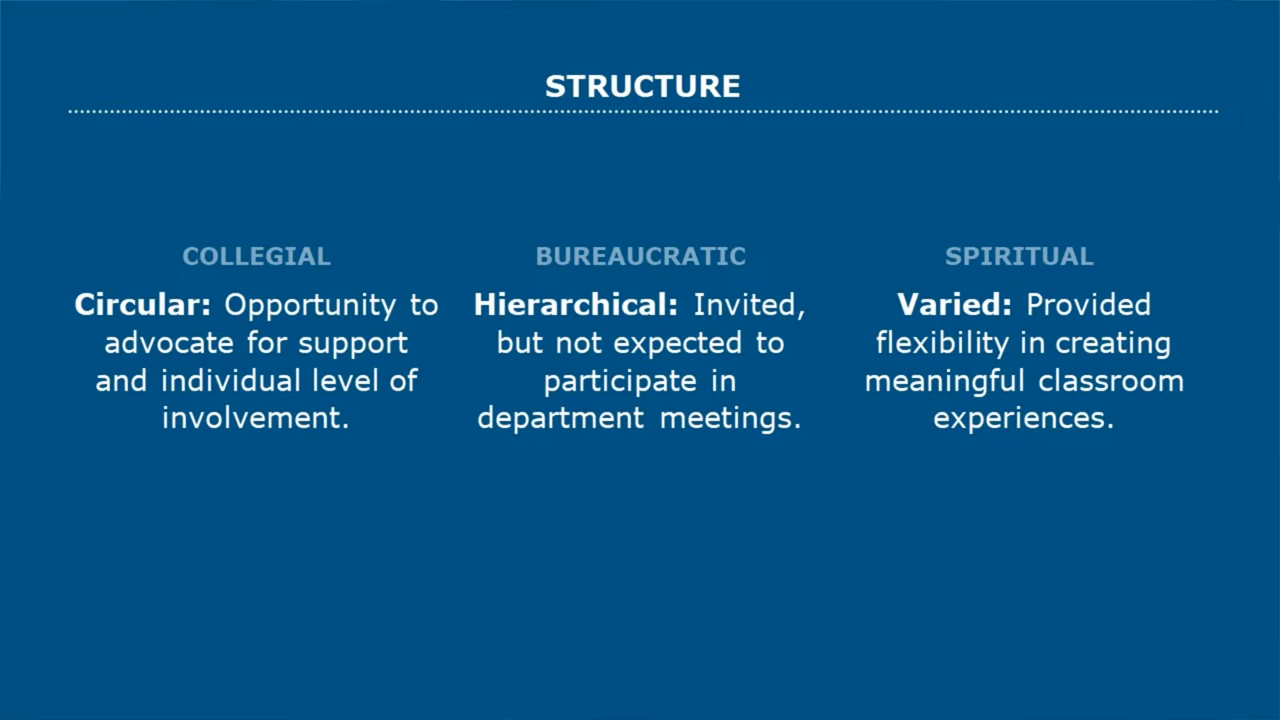 STRUCTURE
COLLEGIAL
Circular: Opportunity to
advocate for support
and individual level of
involvement.
BUREAUCRATIC
Hierarchical: Invited,
but not expected to
participate in
department meetings.
SPIRITUAL
Varied: Provided
flexibility in creating
meaningful classroom
experiences.